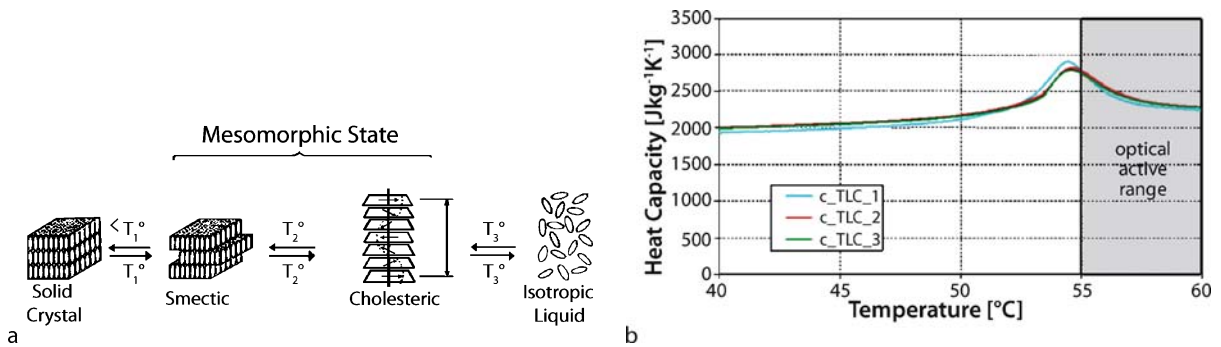 Mesomorphic State
< T₁°
T₁°
T₂°
T₂°
T₃°
T₃°
Solid
Crystal
Smectic
Cholesteric
Isotropic
Liquid
a
Heat Capacity [Jkg⁻¹K⁻¹]
3500
3000
2500
2000
1500
1000
500
0
40
45
50
55
60
Temperature [°C]
c_TLC_1
c_TLC_2
c_TLC_3
optical
active
range
b